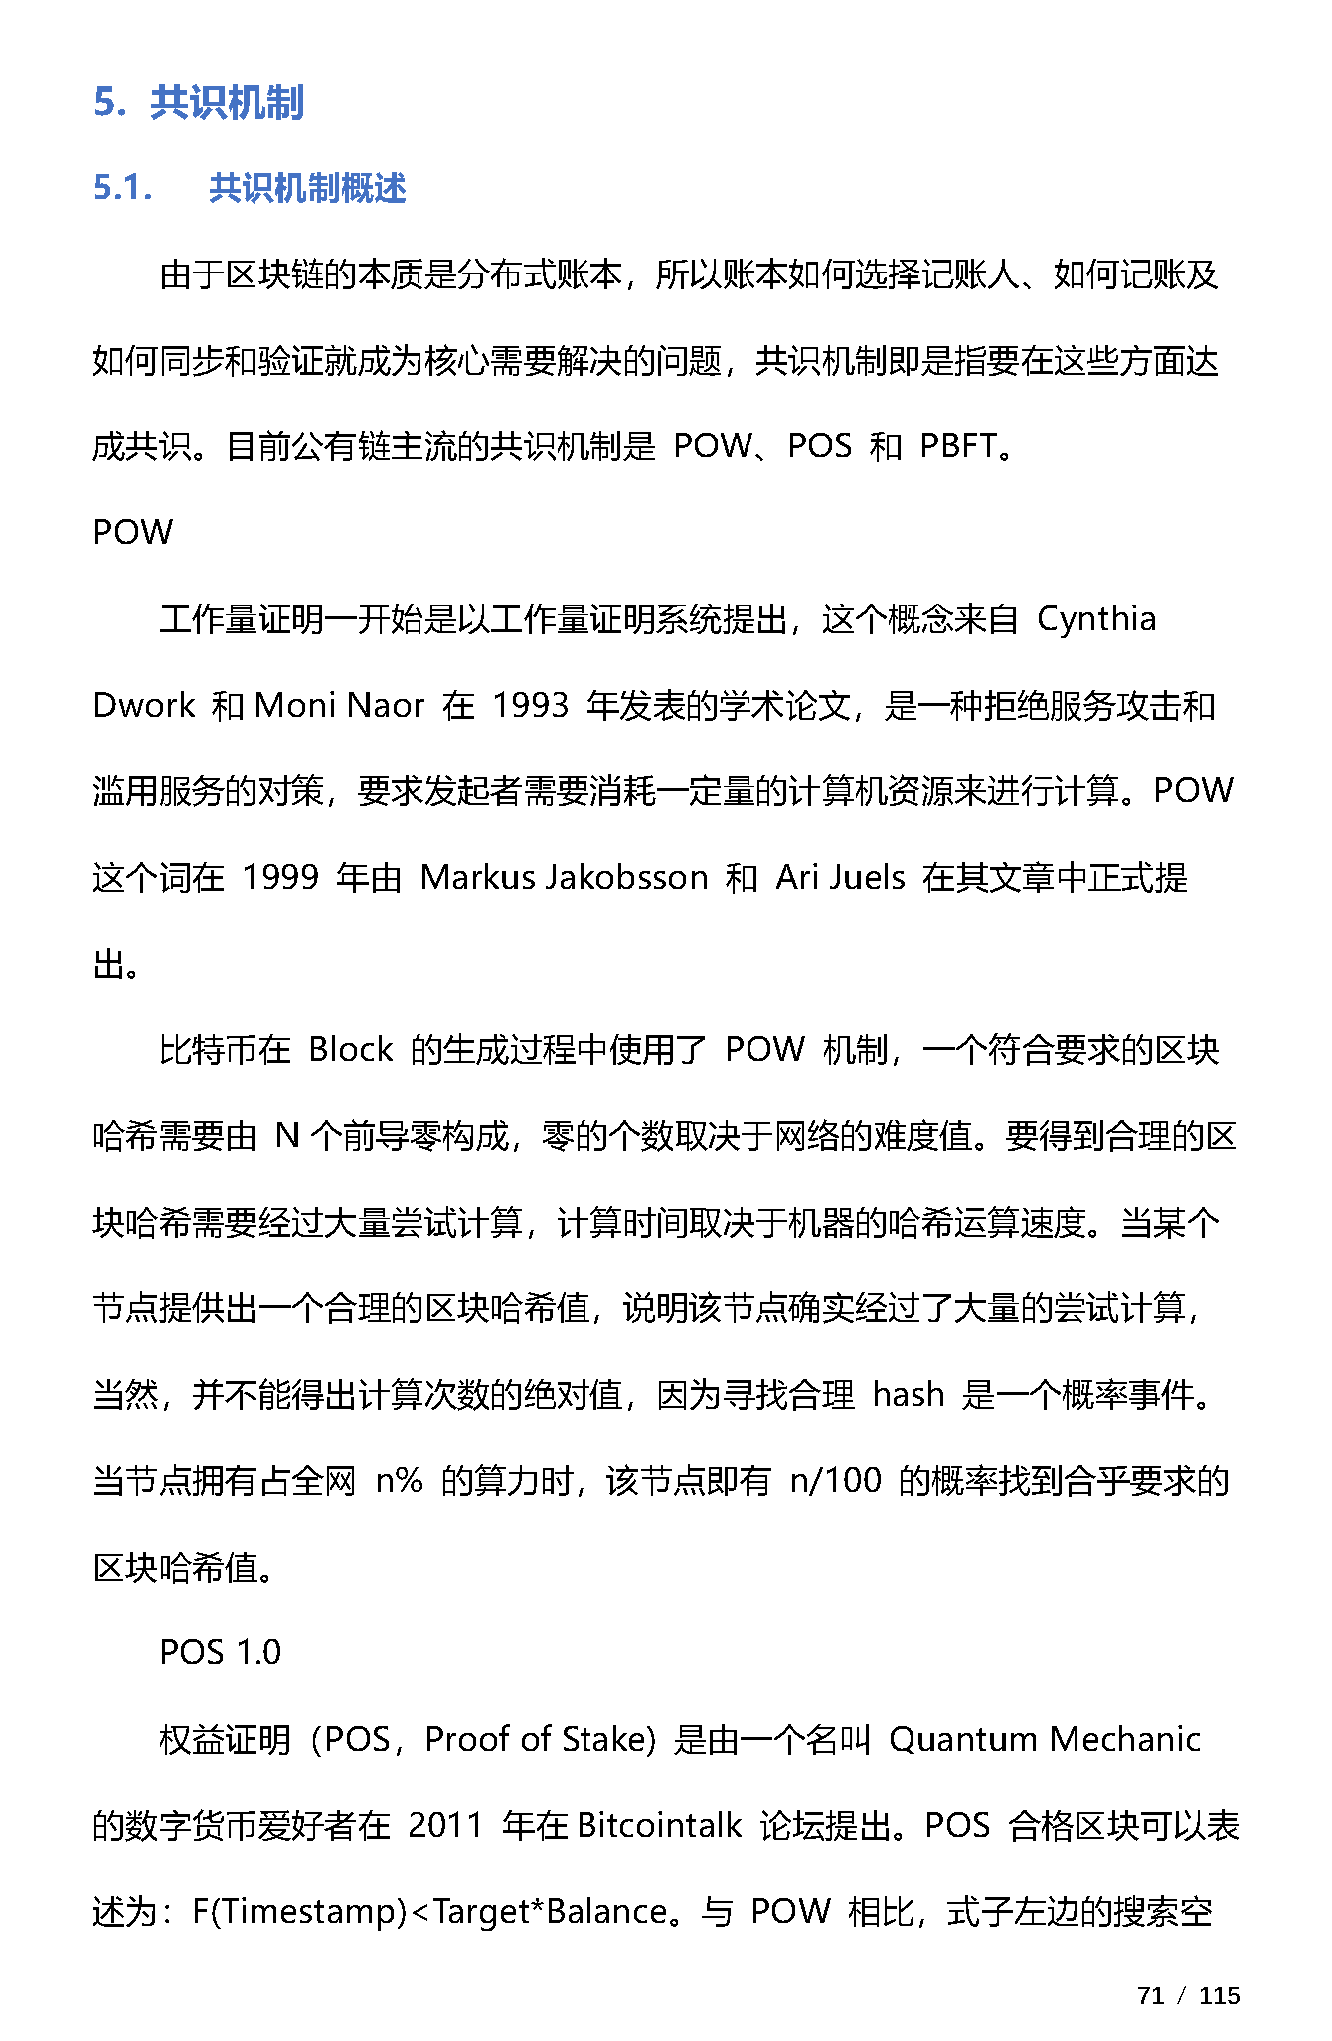 5. 共识机制
5.1. 共识机制概述
由于区块链的本质是分布式账本，所以账本如何选择记账人、如何记账及
如何同步和验证就成为核心需要解决的问题，共识机制即是指要在这些方面达
成共识。目前公有链主流的共识机制是 POW、POS 和 PBFT。
POW
工作量证明一开始是以工作量证明系统提出，这个概念来自 Cynthia
Dwork 和 Moni Naor 在 1993 年发表的学术论文，是一种拒绝服务攻击和
滥用服务的对策，要求发起者需要消耗一定量的计算机资源来进行计算。POW
这个词在 1999 年由 Markus Jakobsson 和 Ari Juels 在其文章中正式提
出。
比特币在 Block 的生成过程中使用了 POW 机制，一个符合要求的区块
哈希需要由 N 个前导零构成，零的个数取决于网络的难度值。要得到合理的区
块哈希需要经过大量尝试计算，计算时间取决于机器的哈希运算速度。当某个
节点提供出一个合理的区块哈希值，说明该节点确实经过了大量的尝试计算，
当然，并不能得出计算次数的绝对值，因为寻找合理 hash 是一个概率事件。
当节点拥有占全网 n% 的算力时，该节点即有 n/100 的概率找到合乎要求的
区块哈希值。
POS 1.0
权益证明（POS，Proof of Stake）是由一个名叫 Quantum Mechanic
的数字货币爱好者在 2011 年在 Bitcointalk 论坛提出。POS 合格区块可以表
述为：F(Timestamp)<Target*Balance。与 POW 相比，式子左边的搜索空
71 / 115